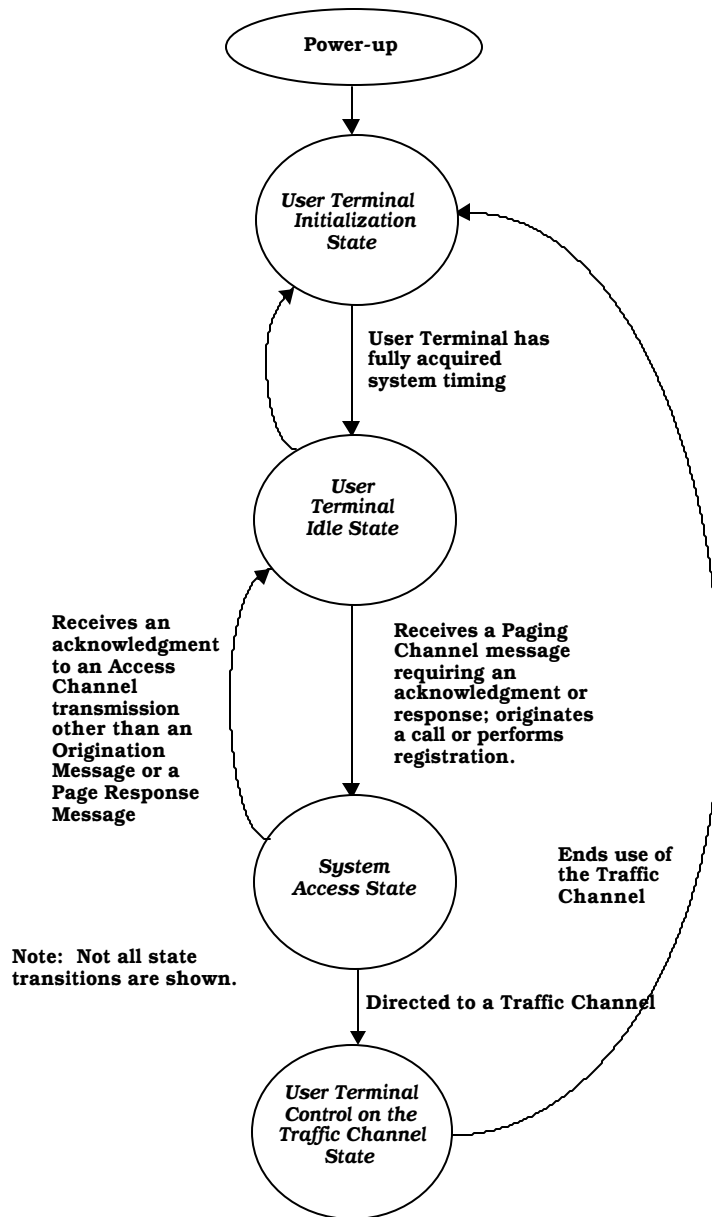 Power-up
User Terminal
Initialization
State
User Terminal has
fully acquired
system timing
User
Terminal
Idle State
Receives an
acknowledgment
to an Access
Channel
transmission
other than an
Origination
Message or a
Page Response
Message
Receives a Paging
Channel message
requiring an
acknowledgment or
response; originates
a call or performs
registration.
System
Access State
Ends use of
the Traffic
Channel
Note:  Not all state
transitions are shown.
Directed to a Traffic Channel
User Terminal
Control on the
Traffic Channel
State